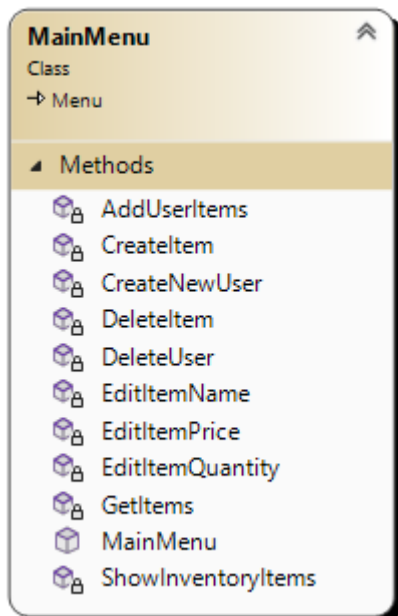 MainMenu
Class
Menu
Methods
AddUserItems
CreateItem
CreateNewUser
DeleteItem
DeleteUser
EditItemName
EditItemPrice
EditItemQuantity
GetItems
MainMenu
ShowInventoryItems